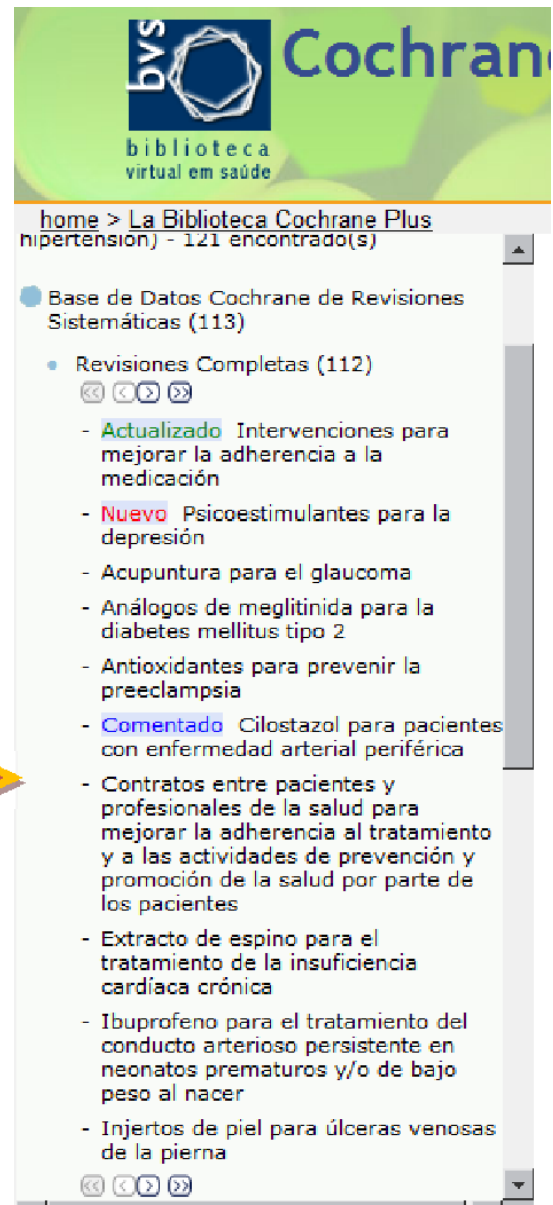 bvs
Cochrane
biblioteca
virtual em saúde
home > La Biblioteca Cochrane Plus
hipertensión) - 121 encontrado(s)
Base de Datos Cochrane de Revisiones
Sistemáticas (113)
Revisiones Completas (112)
- Actualizado Intervenciones para
mejorar la adherencia a la
medicación
- Nuevo Psicoestimulantes para la
depresión
- Acupuntura para el glaucoma
- Análogos de meglitinida para la
diabetes mellitus tipo 2
- Antioxidantes para prevenir la
preeclampsia
- Comentado Cilostazol para pacientes
con enfermedad arterial periférica
- Contratos entre pacientes y
profesionales de la salud para
mejorar la adherencia al tratamiento
y a las actividades de prevención y
promoción de la salud por parte de
los pacientes
- Extracto de espino para el
tratamiento de la insuficiencia
cardíaca crónica
- Ibuprofeno para el tratamiento del
conducto arterioso persistente en
neonatos prematuros y/o de bajo
peso al nacer
- Injertos de piel para úlceras venosas
de la pierna